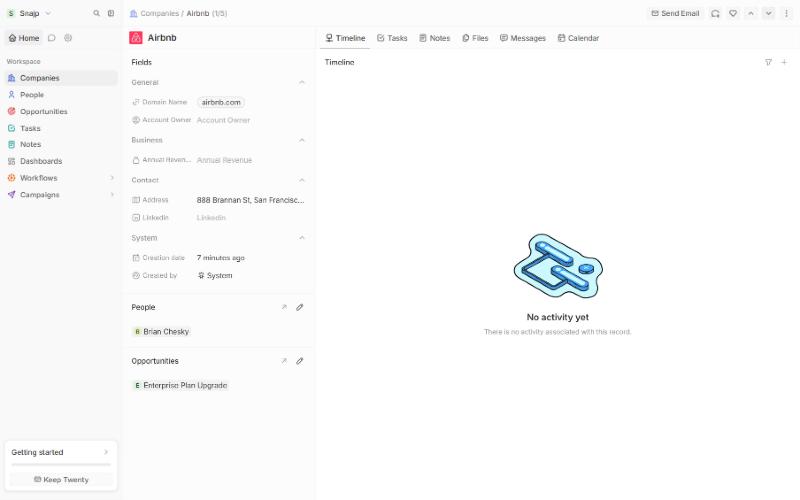 S Snajp
Companies / Airbnb (1/5)
Send Email
Home
Airbnb
Timeline
Tasks
Notes
Files
Messages
Calendar
Workspace
Companies
People
Opportunities
Tasks
Notes
Dashboards
Workflows
Campaigns
Fields
General
Domain Name airbnb.com
Account Owner Account Owner
Business
Annual Reven... Annual Revenue
Contact
Address 888 Brannan St, San Francisc...
Linkedin Linkedin
System
Creation date 7 minutes ago
Created by System
People
B Brian Chesky
Opportunities
E Enterprise Plan Upgrade
Timeline
No activity yet
There is no activity associated with this record.
Getting started
Keep Twenty